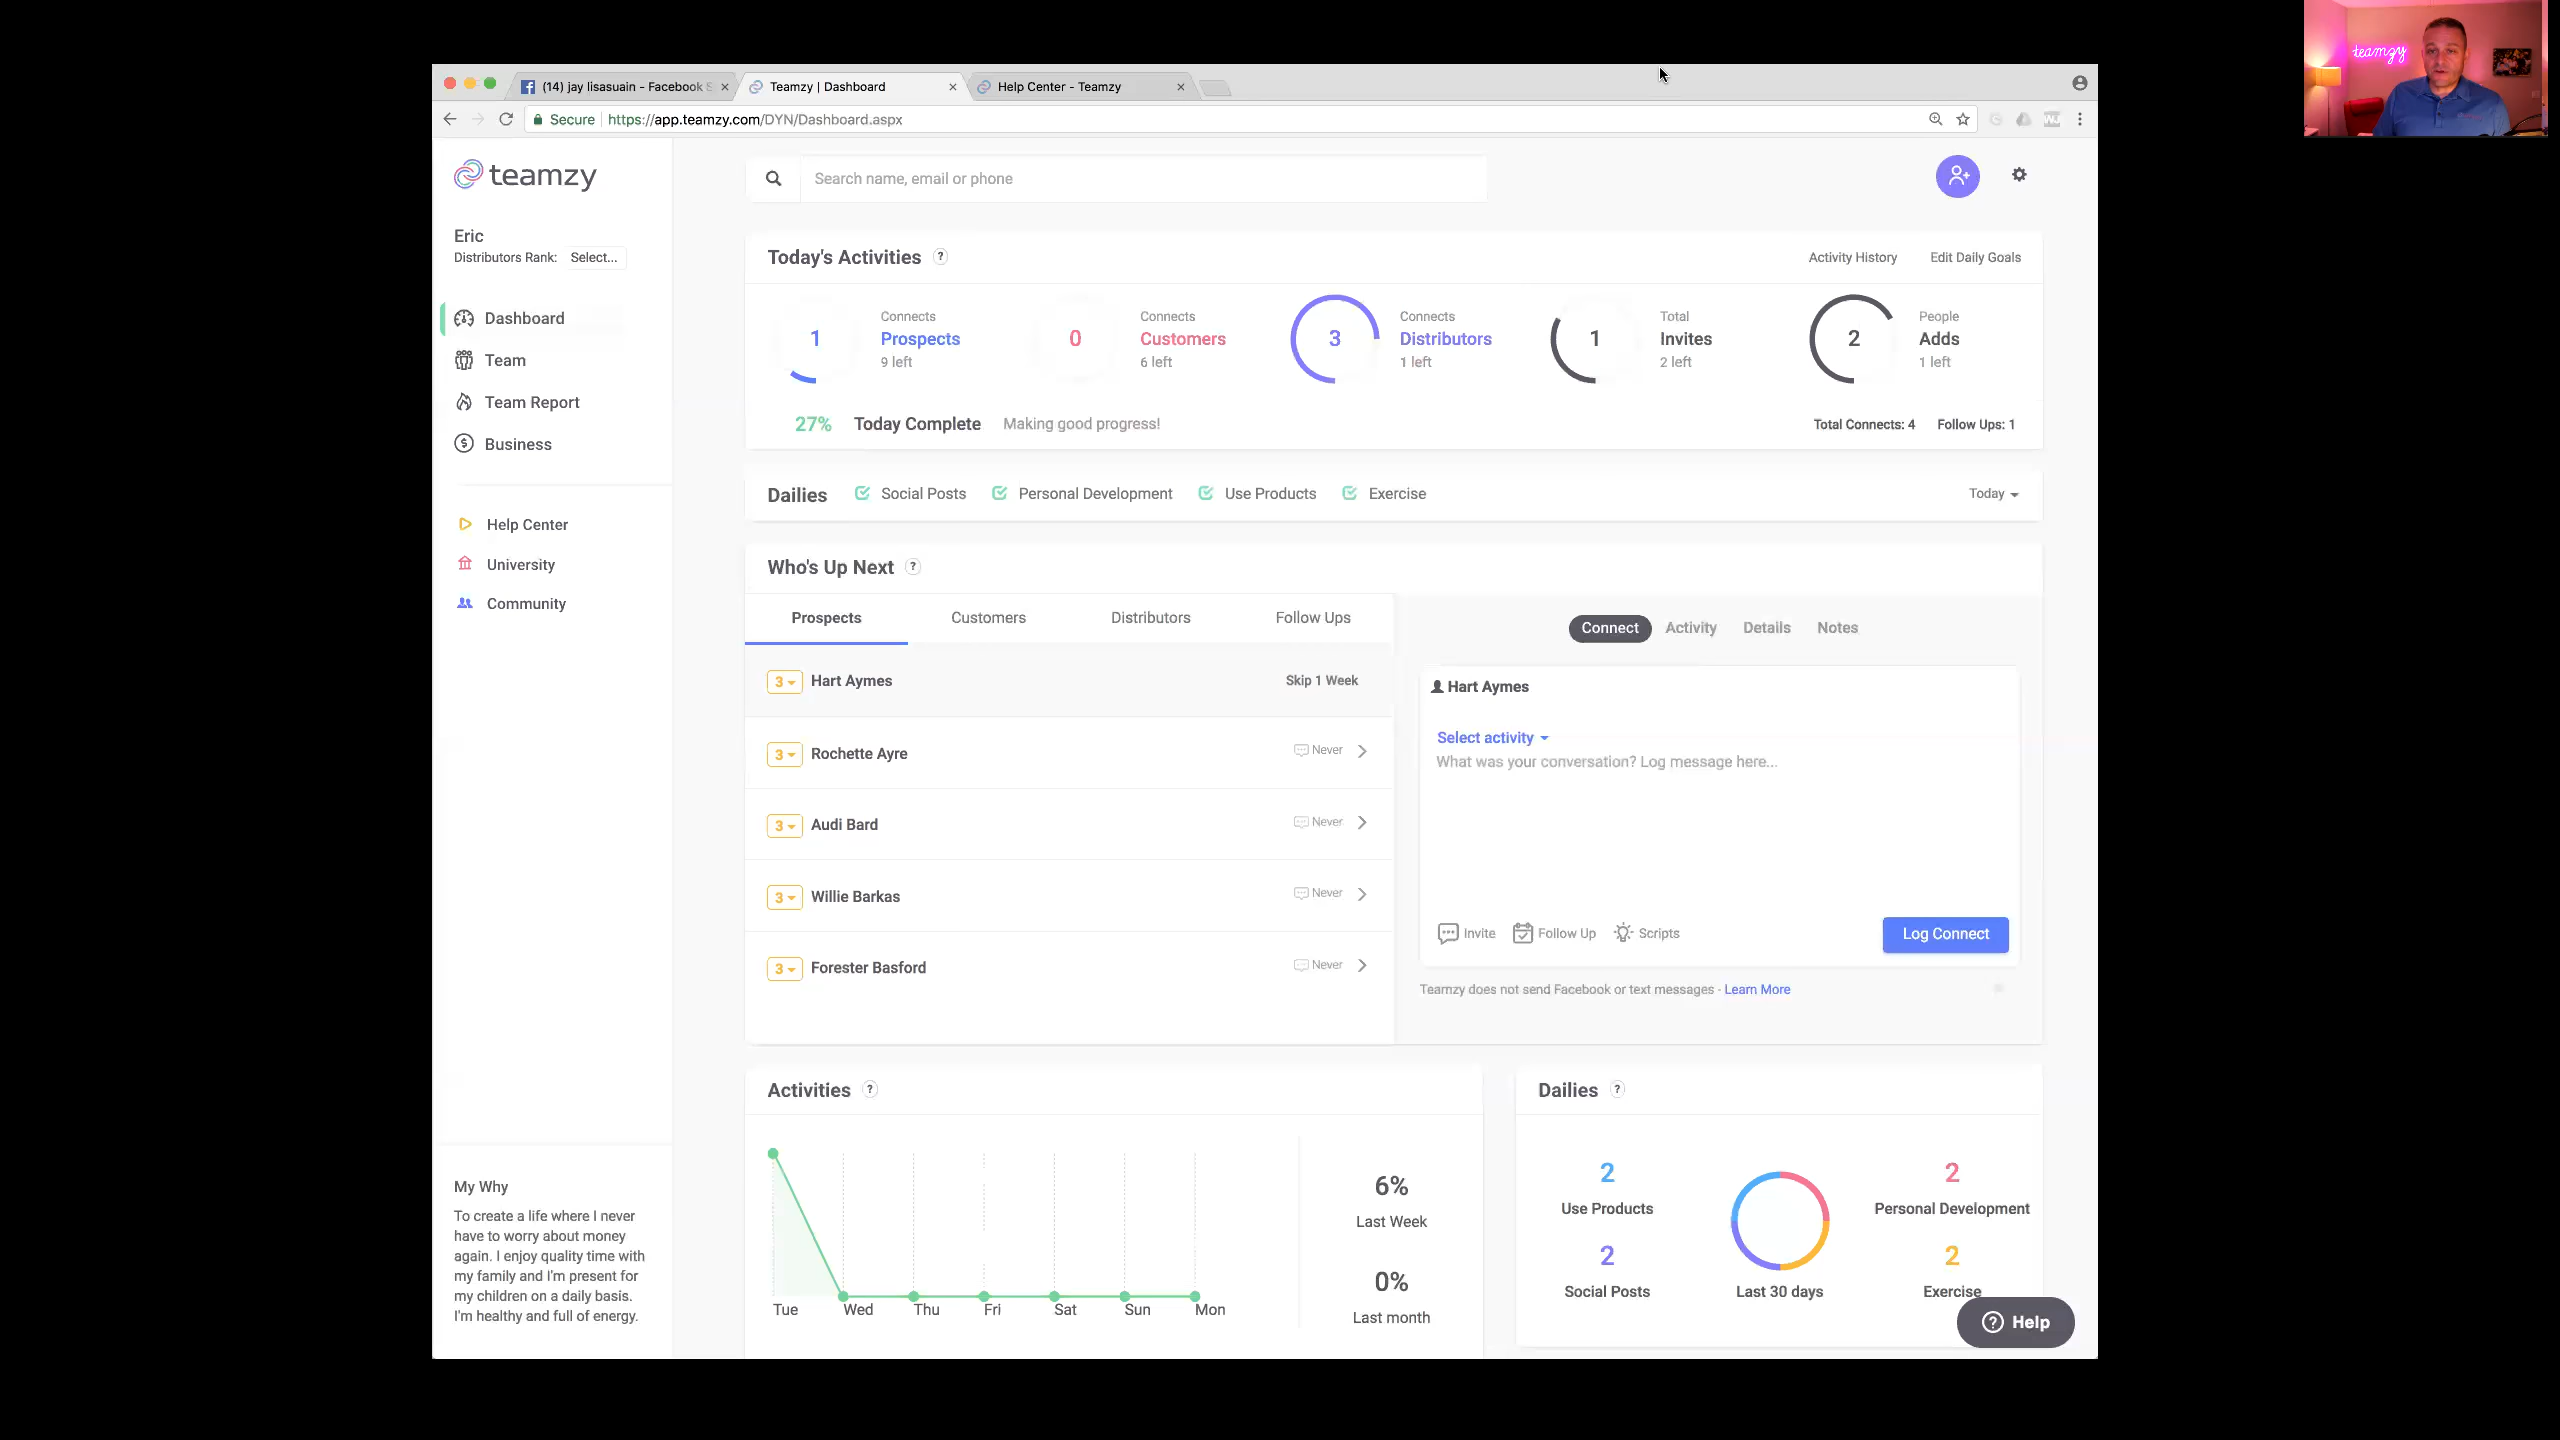 (14) jay lisasuain - Facebook S
Teamzy | Dashboard
Help Center - Teamzy
Secure
https://app.teamzy.com/DYN/Dashboard.aspx
WJ
teamzy
teamzy
Search name, email or phone
Eric
Distributors Rank: Select...
Dashboard
Team
Team Report
Business
Help Center
University
Community
My Why
To create a life where I never
have to worry about money
again. I enjoy quality time with
my family and I'm present for
my children on a daily basis.
I'm healthy and full of energy.
Today's Activities ?
Activity History
Edit Daily Goals
1
Connects
Prospects
9 left
0
Connects
Customers
6 left
3
Connects
Distributors
1 left
1
Total
Invites
2 left
2
People
Adds
1 left
27% Today Complete Making good progress!
Total Connects: 4 Follow Ups: 1
Dailies Social Posts Personal Development Use Products Exercise
Today
Who's Up Next ?
Prospects Customers Distributors Follow Ups
3 Hart Aymes Skip 1 Week
3 Rochette Ayre Never
3 Audi Bard Never
3 Willie Barkas Never
3 Forester Basford Never
Connect Activity Details Notes
Hart Aymes
Select activity
What was your conversation? Log message here...
Invite Follow Up Scripts
Log Connect
Teamzy does not send Facebook or text messages - Learn More
Activities ?
Tue Wed Thu Fri Sat Sun Mon
6%
Last Week
0%
Last month
Dailies ?
2
Use Products
2
Social Posts
Last 30 days
2
Personal Development
2
Exercise
? Help